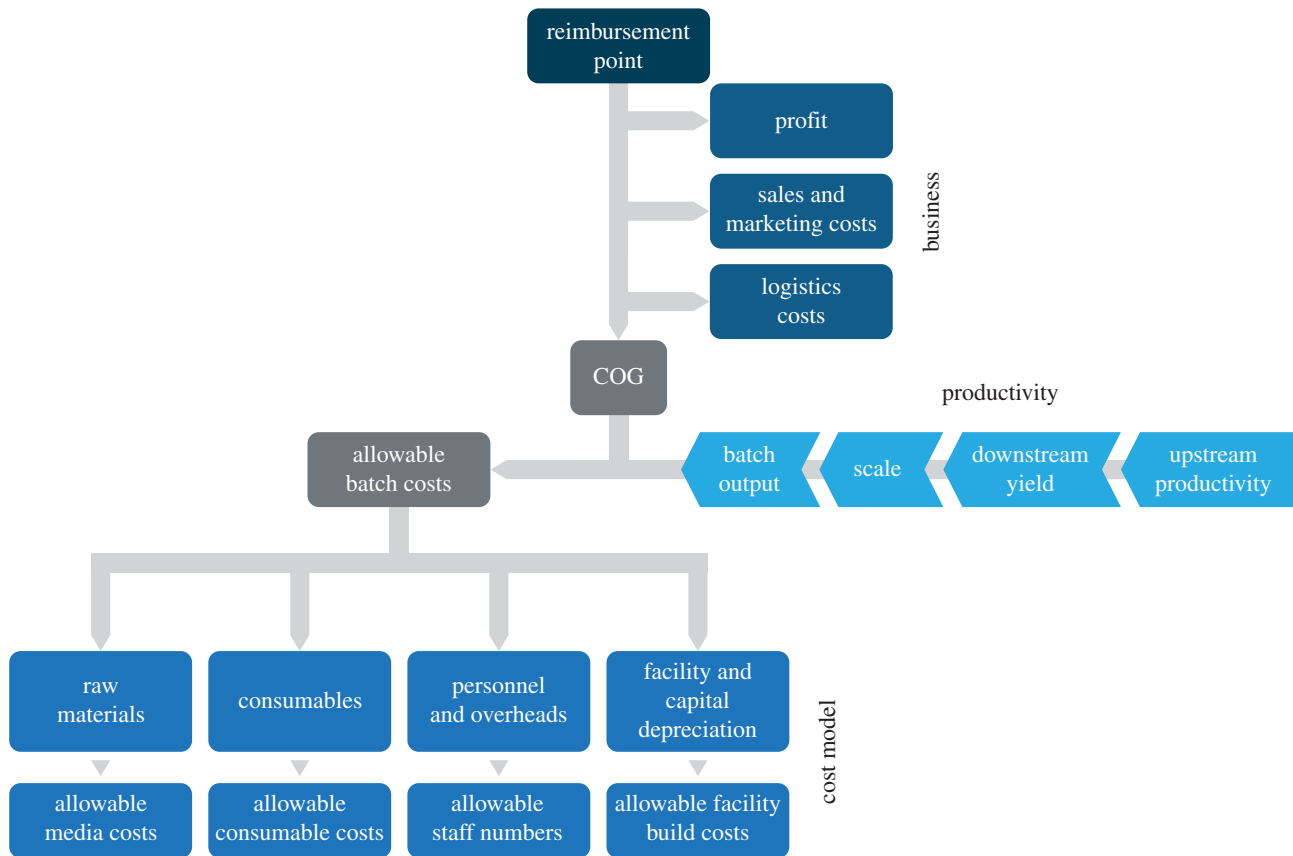 reimbursement
point
profit
sales and
marketing costs
logistics
costs
business
COG
productivity
allowable
batch costs
batch
output
scale
downstream
yield
upstream
productivity
raw
materials
consumables
personnel
and overheads
facility and
capital
depreciation
allowable
media costs
allowable
consumable costs
allowable
staff numbers
allowable facility
build costs
cost model